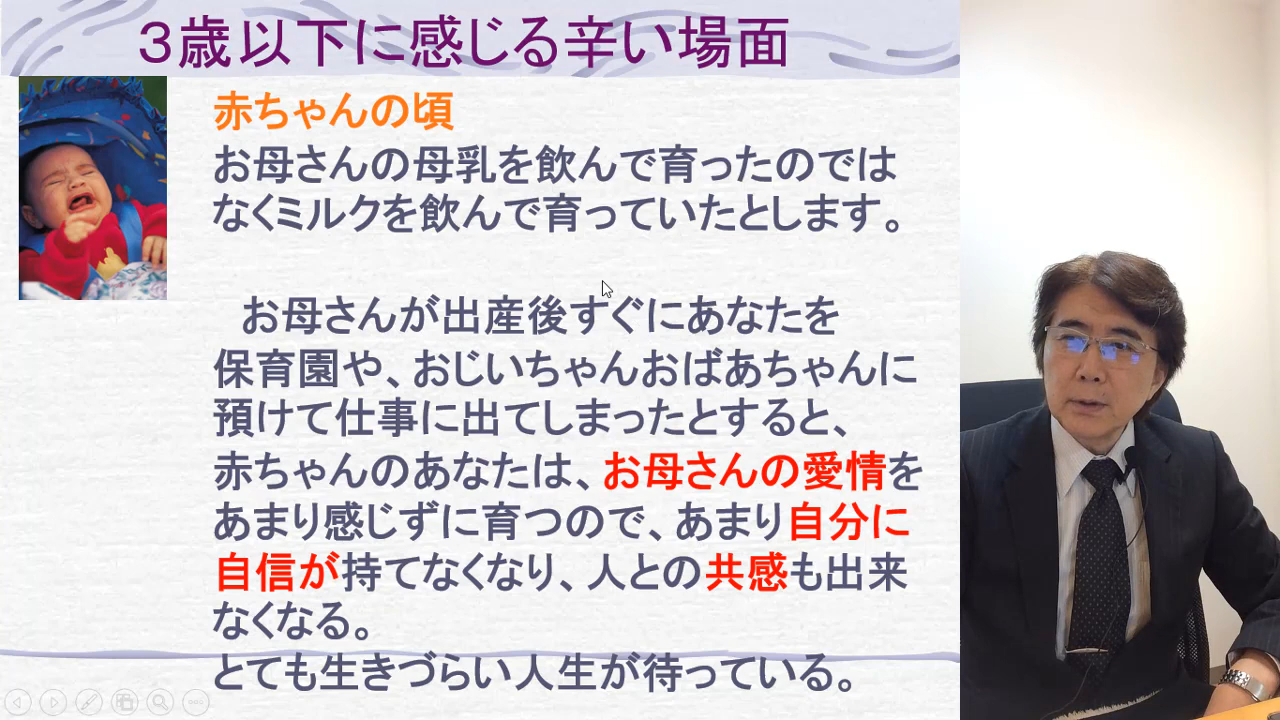 ３歳以下に感じる辛い場面
赤ちゃんの頃
お母さんの母乳を飲んで育ったのでは
なくミルクを飲んで育っていたとします。
お母さんが出産後すぐにあなたを
保育園や、おじいちゃんおばあちゃんに
預けて仕事に出てしまったとすると、
赤ちゃんのあなたは、お母さんの愛情を
あまり感じずに育つので、あまり自分に
自信が持てなくなり、人との共感も出来
なくなる。
とても生きづらい人生が待っている。